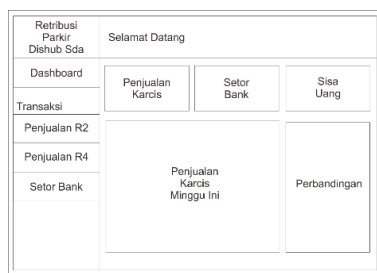 Retribusi
Parkir
Dishub Sda
Selamat Datang
Dashboard
Transaksi
Penjualan R2
Penjualan R4
Setor Bank
Penjualan
Karcis
Setor
Bank
Sisa
Uang
Penjualan
Karcis
Minggu Ini
Perbandingan